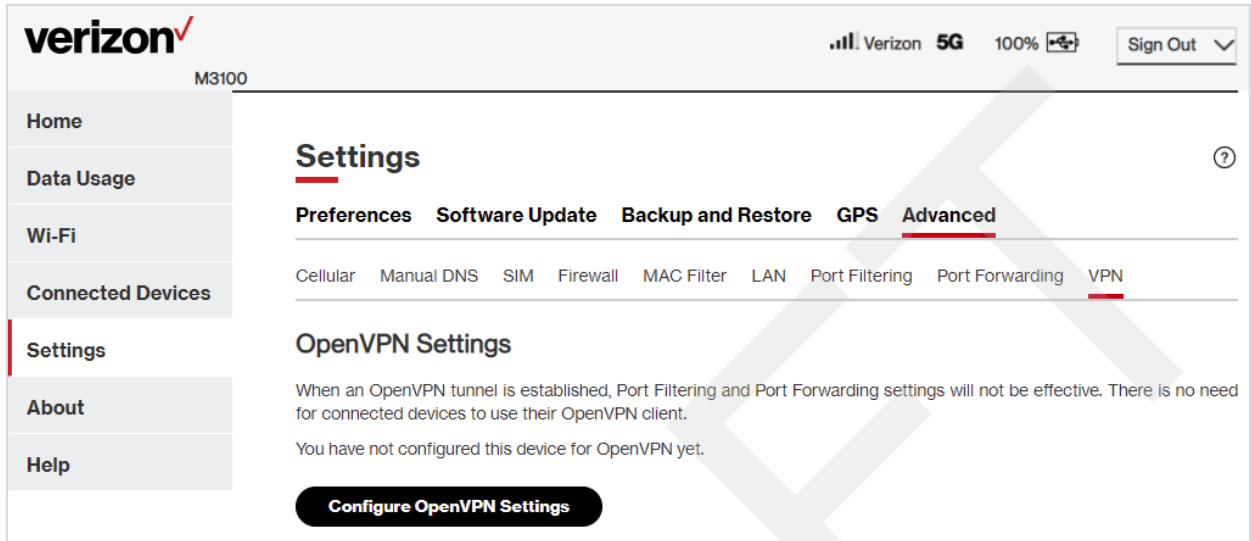 verizon
Verizon 5G 100% Sign Out
M3100
Home
Data Usage
Wi-Fi
Connected Devices
Settings
About
Help
Settings
Preferences Software Update Backup and Restore GPS Advanced
Cellular Manual DNS SIM Firewall MAC Filter LAN Port Filtering Port Forwarding VPN
OpenVPN Settings
When an OpenVPN tunnel is established, Port Filtering and Port Forwarding settings will not be effective. There is no need
for connected devices to use their OpenVPN client.
You have not configured this device for OpenVPN yet.
Configure OpenVPN Settings